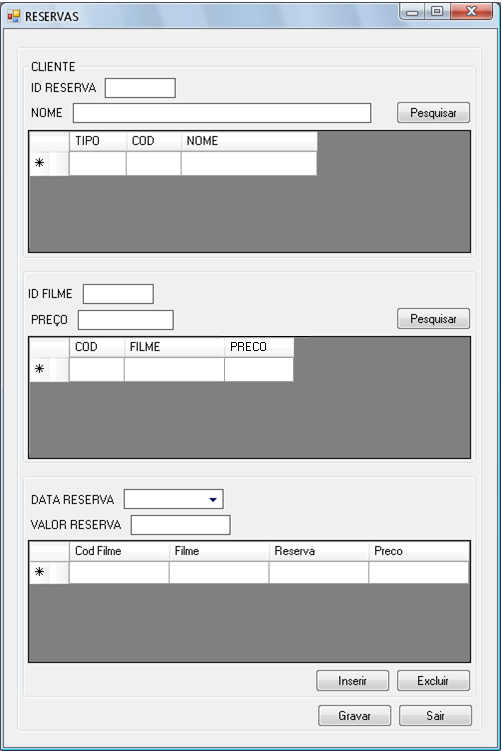 RESERVAS
CLIENTE
ID RESERVA
NOME Pesquisar
TIPO COD NOME
ID FILME
PREÇO Pesquisar
COD FILME PRECO
DATA RESERVA
VALOR RESERVA
Cod Filme Filme Reserva Preco
Inserir Excluir
Gravar Sair